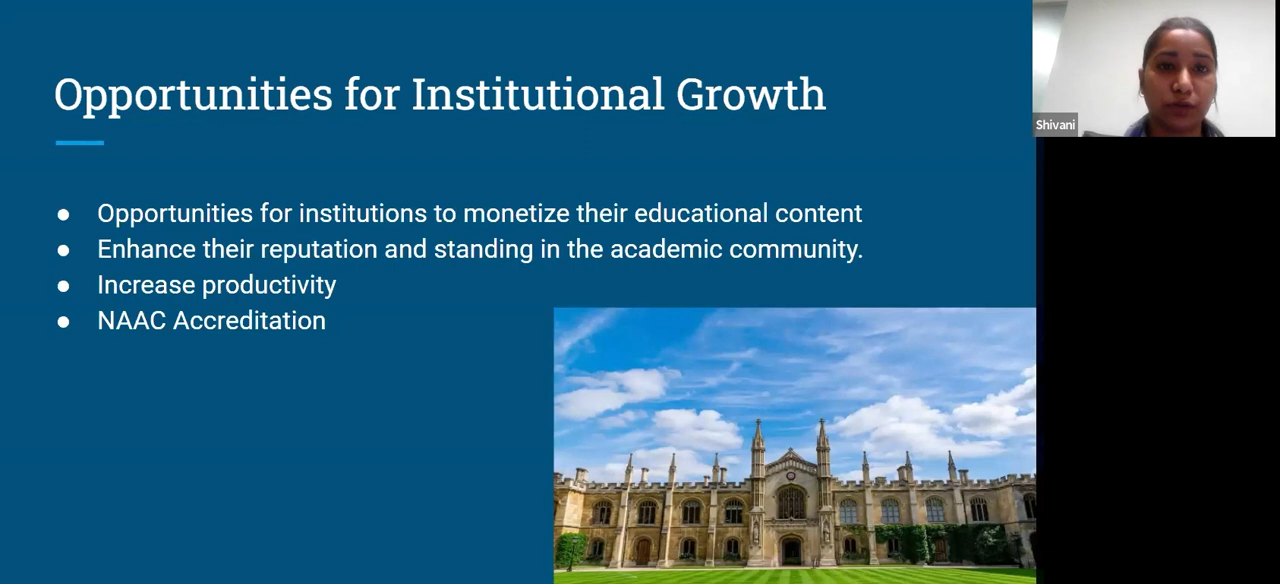 Opportunities for Institutional Growth
● Opportunities for institutions to monetize their educational content
● Enhance their reputation and standing in the academic community.
● Increase productivity
● NAAC Accreditation
Shivani